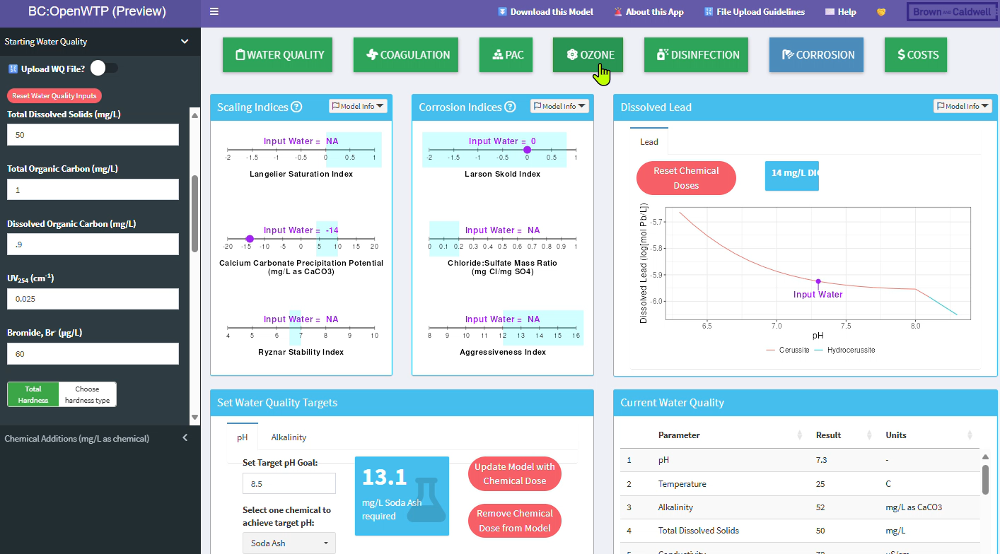 BC:OpenWTP (Preview)
Download this Model
About this App
File Upload Guidelines
Help
Brown AND Caldwell
Starting Water Quality
Upload WQ File?
Reset Water Quality Inputs
Total Dissolved Solids (mg/L)
50
Total Organic Carbon (mg/L)
1
Dissolved Organic Carbon (mg/L)
.9
UV254 (cm-1)
0.025
Bromide, Br- (µg/L)
60
Total
Hardness
Choose
hardness type
Chemical Additions (mg/L as chemical)
WATER QUALITY
COAGULATION
PAC
OZONE
DISINFECTION
CORROSION
$ COSTS
Scaling Indices
Model Info
Input Water = NA
-2 -1.5 -1 -0.5 0 0.5 1
Langelier Saturation Index
Input Water = -14
-20 -15 -10 -5 0 5 10 15 20
Calcium Carbonate Precipitation Potential
(mg/L as CaCO3)
Input Water = NA
4 5 6 7 8 9 10
Ryznar Stability Index
Corrosion Indices
Model Info
Input Water = 0
-2 -1.5 -1 -0.5 0 0.5 1
Larson Skold Index
Input Water = NA
0 0.1 0.2 0.3 0.4 0.5 0.6 0.7 0.8 0.9 1
Chloride:Sulfate Mass Ratio
(mg Cl/mg SO4)
Input Water = NA
8 9 10 11 12 13 14 15 16
Aggressiveness Index
Dissolved Lead
Model Info
Lead
Reset Chemical
Doses
14 mg/L DI
Dissolved Lead (log[mol Pb/L])
-5.7
-5.8
-5.9
-6.0
Input Water
6.5 7.0 7.5 8.0
pH
Cerussite
Hydrocerussite
Set Water Quality Targets
pH
Alkalinity
Set Target pH Goal:
8.5
Select one chemical to
achieve target pH:
Soda Ash
13.1
mg/L Soda Ash
required
Update Model with
Chemical Dose
Remove Chemical
Dose from Model
Current Water Quality
Parameter Result Units
1 pH 7.3 -
2 Temperature 25 C
3 Alkalinity 52 mg/L as CaCO3
4 Total Dissolved Solids 50 mg/L